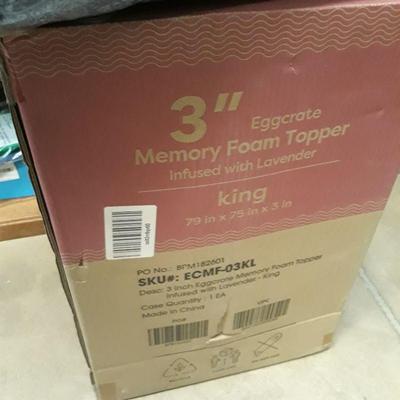 3" Eggcrate
Memory Foam Topper
Infused with Lavender
king
79 in x 75 in x 3 in
PO No.: BPM182601
SKU#: ECMF-03KL
Desc: 3 Inch Eggcrate Memory Foam Topper
Infused with Lavender - King
Case Quantity : 1 EA
Made in China
PO#
UPC